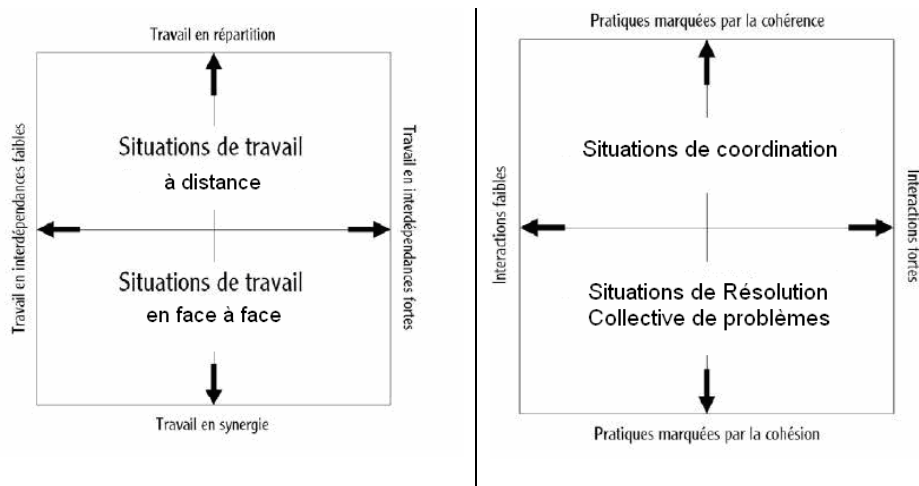 Travail en répartition
Travail en interdépendances faibles
Situations de travail
à distance
Travail en interdépendances fortes
Situations de travail
en face à face
Travail en synergie
Pratiques marquées par la cohérence
Interactions faibles
Situations de coordination
Interactions fortes
Situations de Résolution
Collective de problèmes
Pratiques marquées par la cohésion